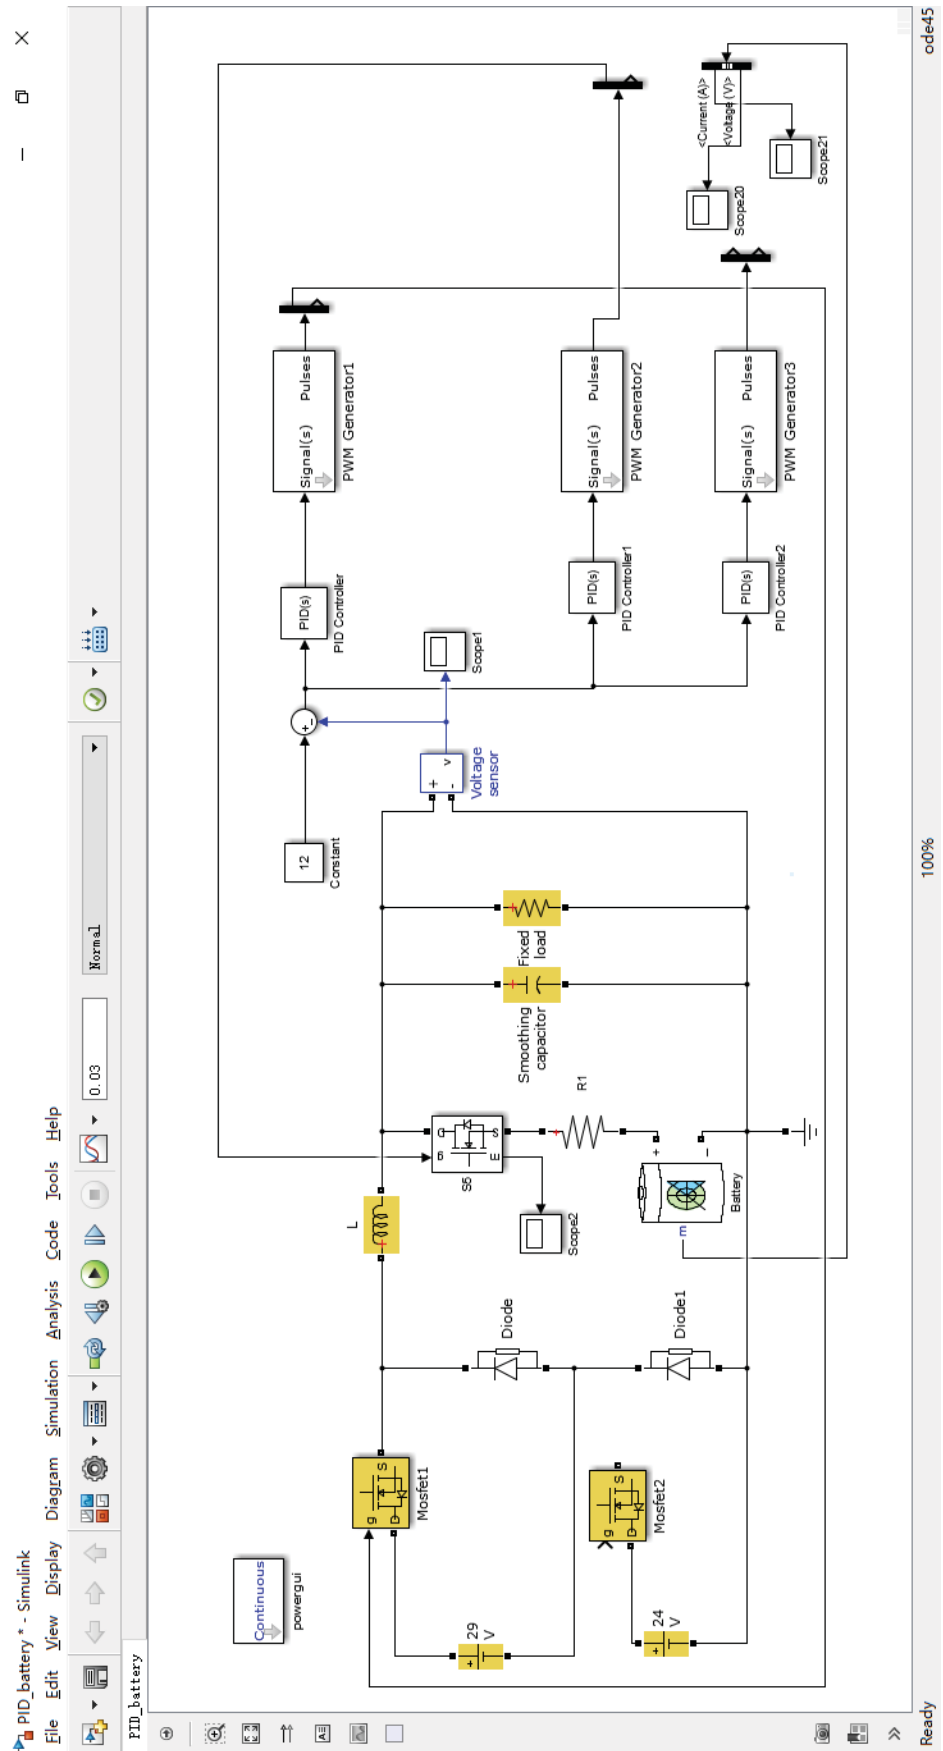 PID_battery * - Simulink
File Edit View Display Diagram Simulation Analysis Code Tools Help
0.03
Normal
PID_battery
Continuous
powergui
29
V
24
V
g
D
S
Mosfet1
g
D
S
Mosfet2
Diode
Diode1
L
g
D
S
E
S5
Scope2
R1
m
Battery
Smoothing
capacitor
Fixed
load
12
Constant
v
Voltage
sensor
Scope1
PID(s)
PID Controller
PID(s)
PID Controller1
PID(s)
PID Controller2
Signal(s) Pulses
PWM Generator1
Signal(s) Pulses
PWM Generator2
Signal(s) Pulses
PWM Generator3
<Current (A)>
<Voltage (V)>
Scope20
Scope21
Ready
100%
ode45